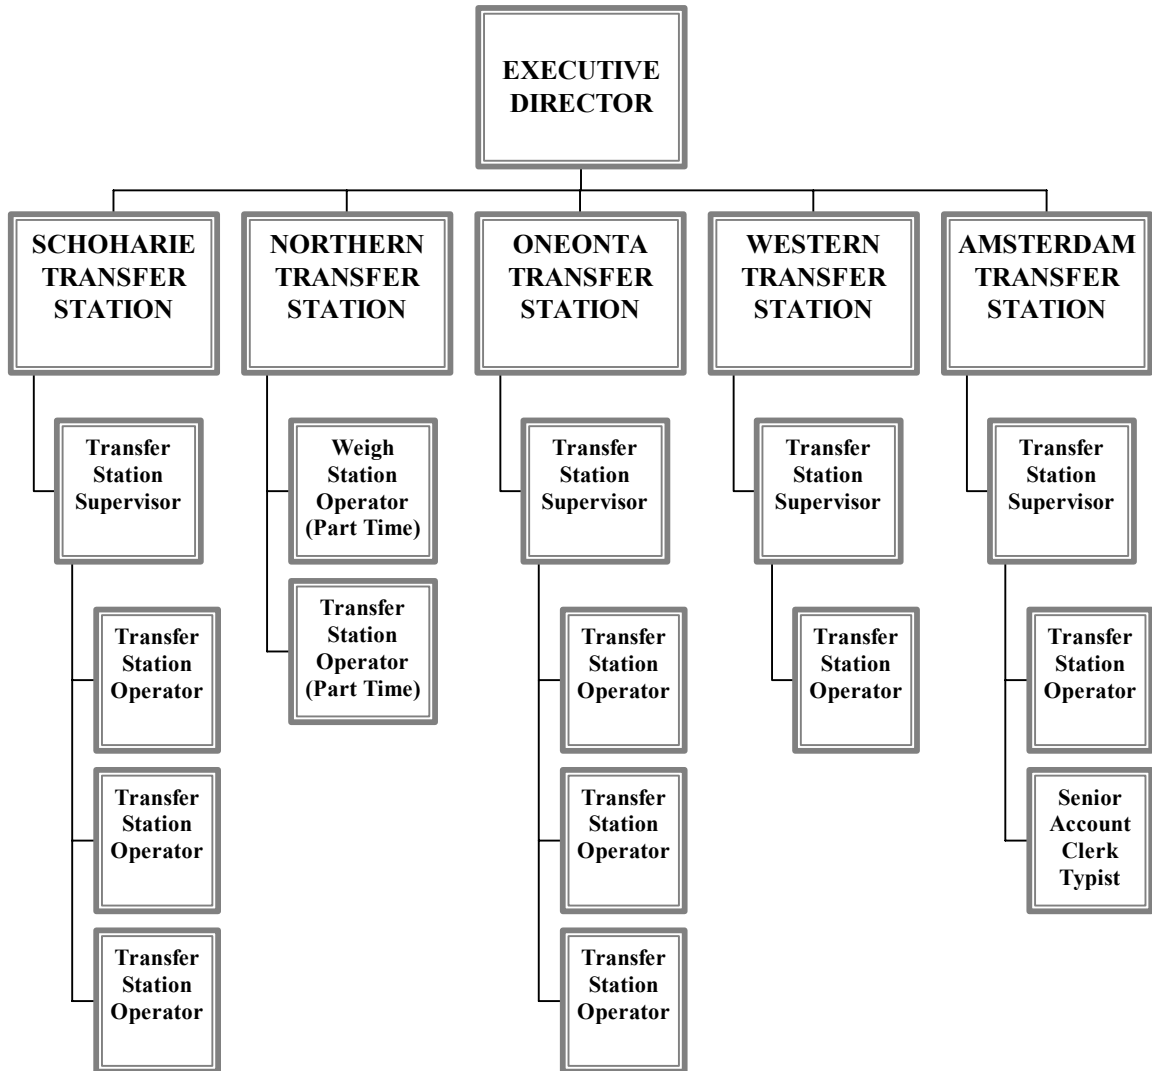 EXECUTIVE
DIRECTOR
SCHOHARIE
TRANSFER
STATION
NORTHERN
TRANSFER
STATION
ONEONTA
TRANSFER
STATION
WESTERN
TRANSFER
STATION
AMSTERDAM
TRANSFER
STATION
Transfer
Station
Supervisor
Weigh
Station
Operator
(Part Time)
Transfer
Station
Supervisor
Transfer
Station
Supervisor
Transfer
Station
Supervisor
Transfer
Station
Operator
Transfer
Station
Operator
(Part Time)
Transfer
Station
Operator
Transfer
Station
Operator
Transfer
Station
Operator
Transfer
Station
Operator
Transfer
Station
Operator
Senior
Account
Clerk
Typist
Transfer
Station
Operator
Transfer
Station
Operator